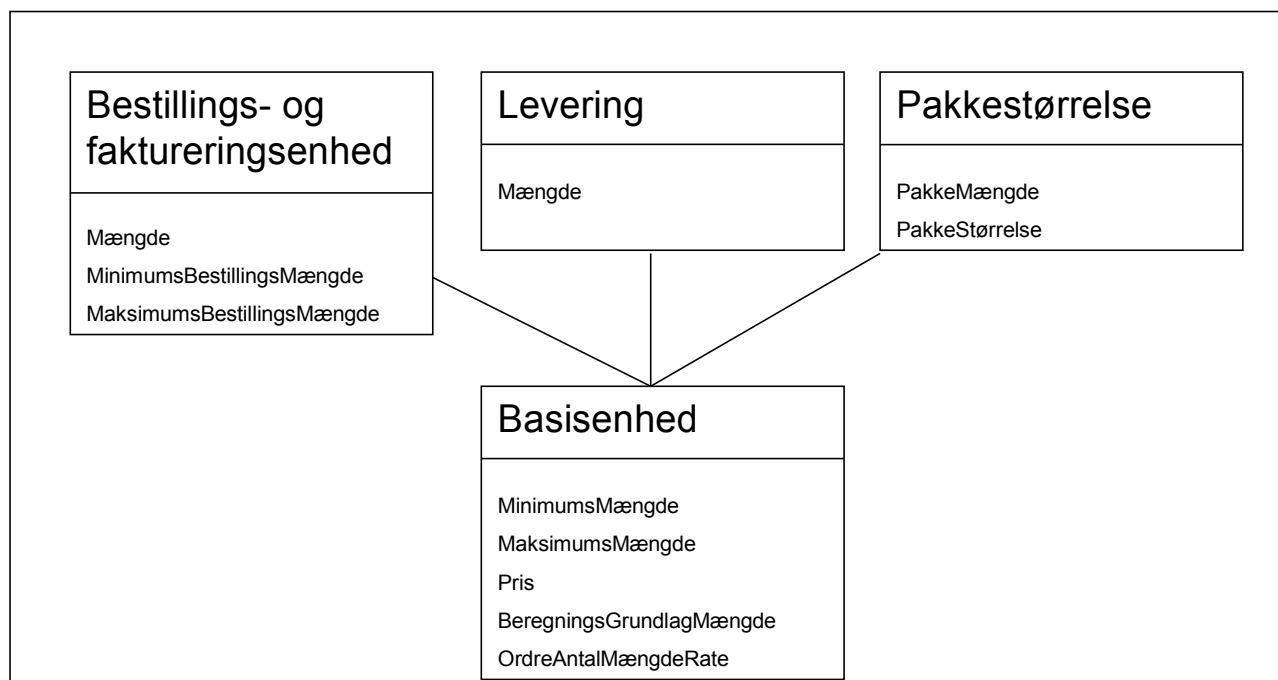 Bestillings- og
faktureringsenhed
Mængde
MinimumsBestillingsMængde
MaksimumsBestillingsMængde
Levering
Mængde
Pakkestørrelse
PakkeMængde
PakkeStørrelse
Basisenhed
MinimumsMængde
MaksimumsMængde
Pris
BeregningsGrundlagMængde
OrdreAntalMængdeRate